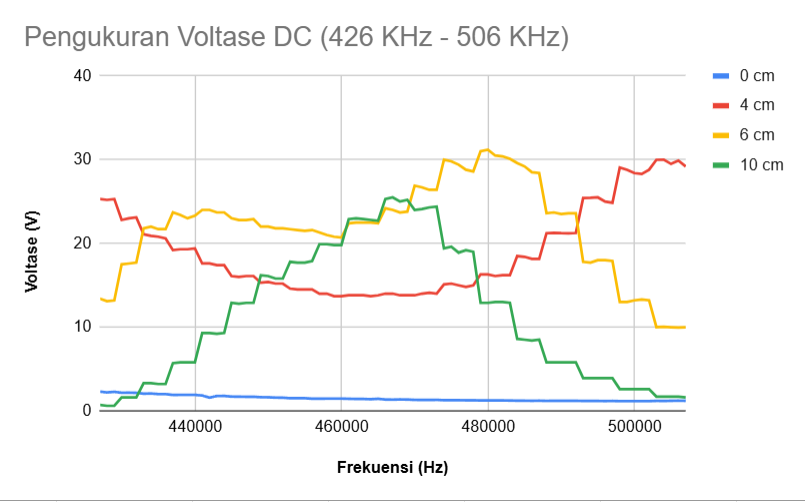 Pengukuran Voltase DC (426 KHz - 506 KHz)
40
30
20
10
0
Voltase (V)
440000
460000
480000
500000
Frekuensi (Hz)
0 cm
4 cm
6 cm
10 cm